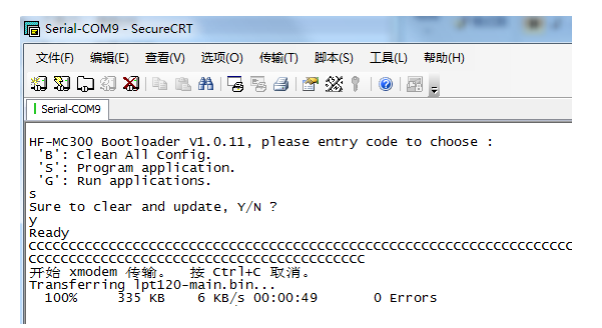 Serial-COM9 - SecureCRT
文件(F) 编辑(E) 查看(V) 选项(O) 传输(T) 脚本(S) 工具(L) 帮助(H)
Serial-COM9
HF-MC300 Bootloader V1.0.11, please entry code to choose :
'B': Clean All Config.
'S': Program application.
'G': Run applications.
s
Sure to clear and update, Y/N ?
y
Ready
CCCCCCCCCCCCCCCCCCCCCCCCCCCCCCCCCCCCCCCCCCCCCCCCCCCCCCCCCCCCCCCCCCCC
CCCCCCCCCCCCCCCCCCCCCCCCCCCCCCCCCCCCCCCCCC
开始 xmodem 传输。 按 Ctrl+C 取消。
Transferring lpt120-main.bin...
100% 335 KB 6 KB/s 00:00:49 0 Errors